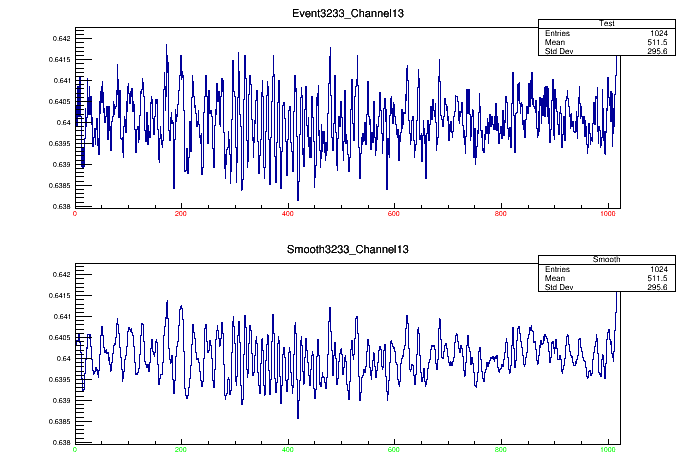 Event3233_Channel13
Test
Entries 1024
Mean 511.5
Std Dev 295.6
0.642
0.6415
0.641
0.6405
0.64
0.6395
0.639
0.6385
0.638
0 200 400 600 800 1000
Smooth3233_Channel13
Smooth
Entries 1024
Mean 511.5
Std Dev 295.6
0.642
0.6415
0.641
0.6405
0.64
0.6395
0.639
0.6385
0.638
0 200 400 600 800 1000